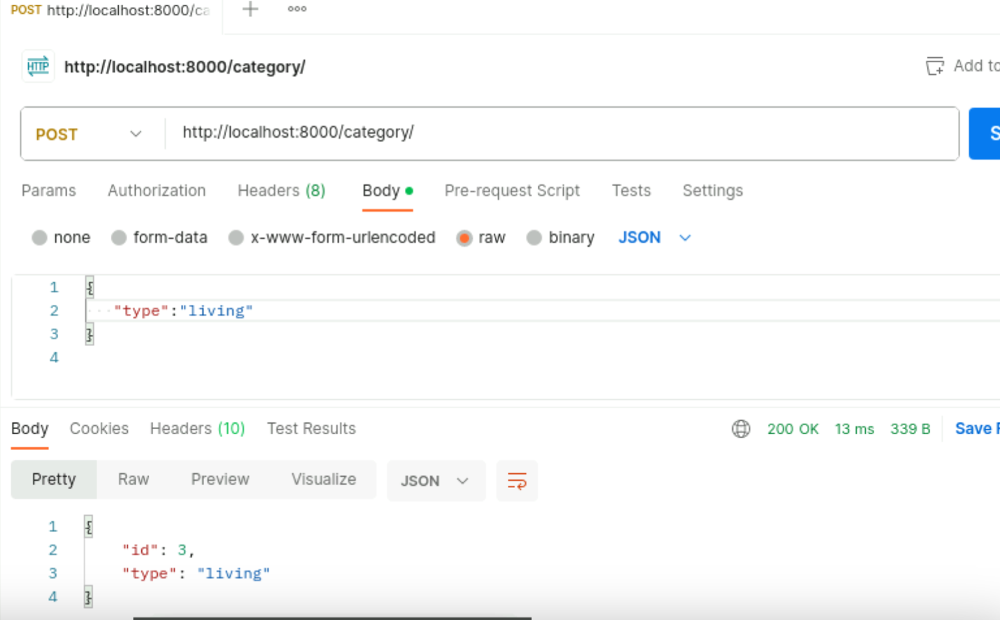 POST http://localhost:8000/ca
http://localhost:8000/category/
Add to
POST http://localhost:8000/category/
S
Params Authorization Headers (8) Body Pre-request Script Tests Settings
none form-data x-www-form-urlencoded raw binary JSON
1 {
2 "type":"living"
3 }
4
Body Cookies Headers (10) Test Results 200 OK 13 ms 339 B Save R
Pretty Raw Preview Visualize JSON
1 {
2 "id": 3,
3 "type": "living"
4 }